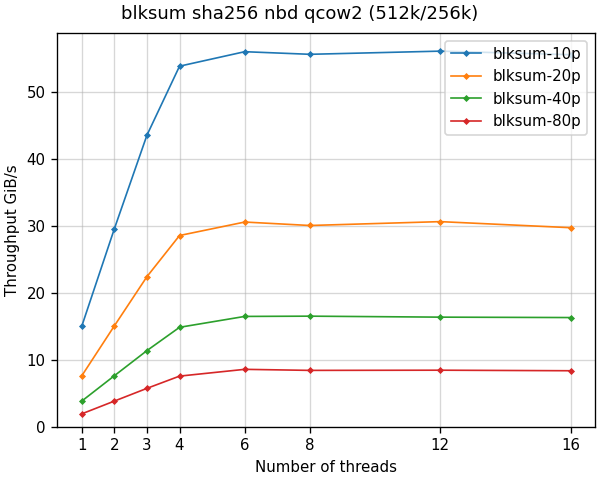 blksum sha256 nbd qcow2 (512k/256k)
Throughput GiB/s
50
40
30
20
10
0
blksum-10p
blksum-20p
blksum-40p
blksum-80p
1 2 3 4 6 8 12 16
Number of threads